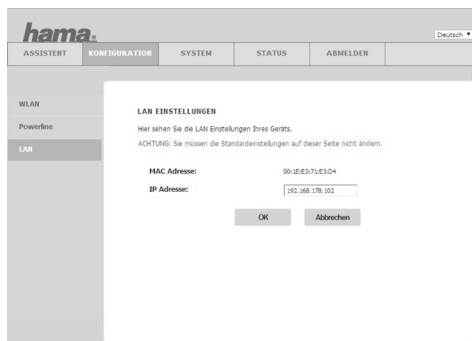 hama.
Deutsch
ASSISTENT KONFIGURATION SYSTEM STATUS ABMELDEN
WLAN
Powerline
LAN
LAN EINSTELLUNGEN
Hier sehen Sie die LAN Einstellungen Ihres Geräts.
ACHTUNG: Sie müssen die Standardeinstellungen auf dieser Seite nicht ändern.
MAC Adresse: 00:1E:E3:71:E3:D4
IP Adresse: 192.168.178.102
OK Abbrechen